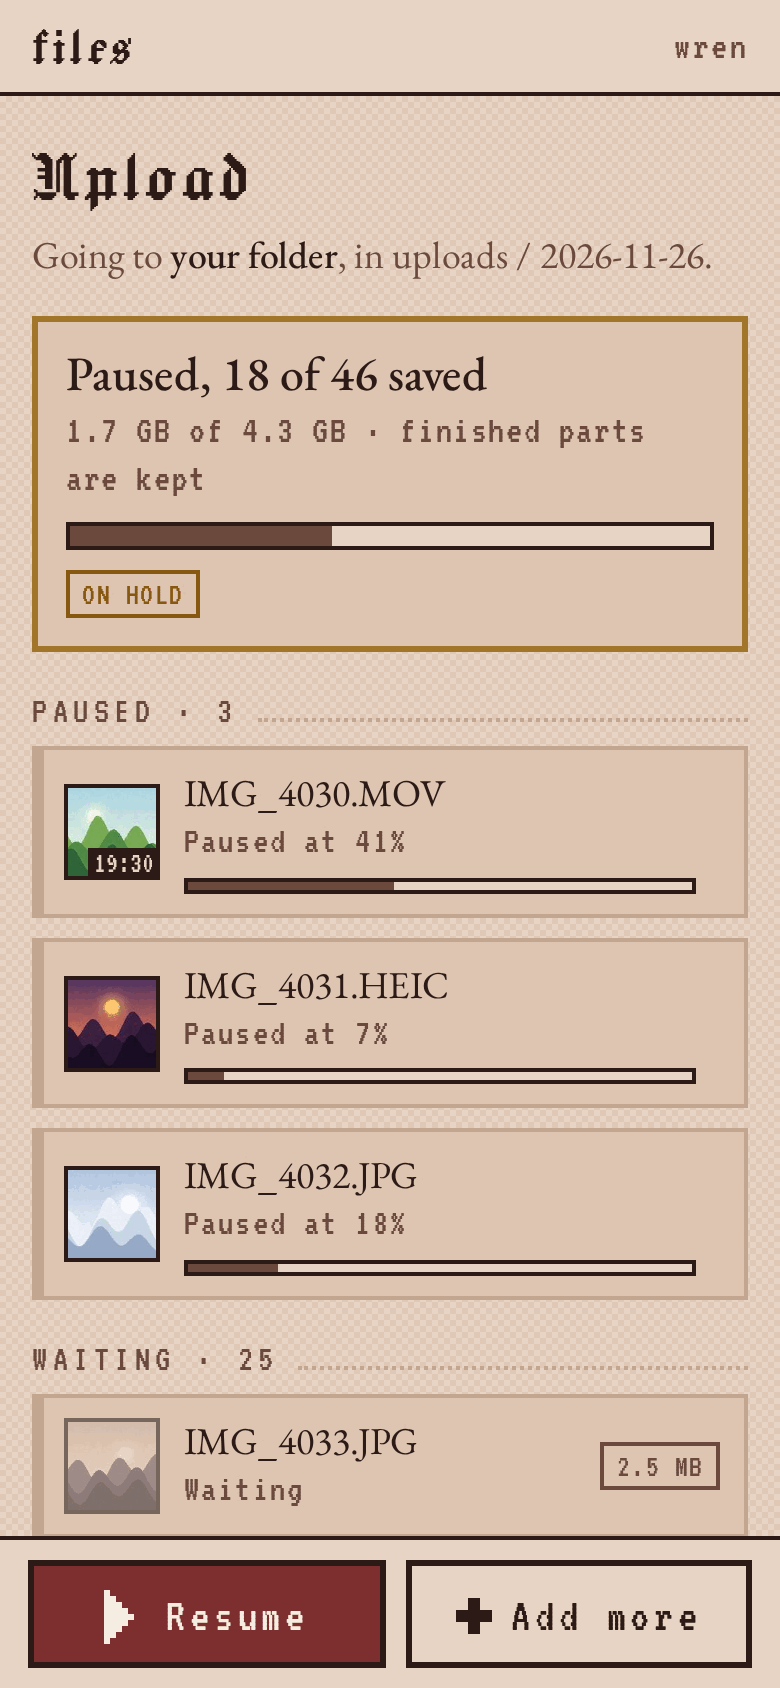 files
wren
Upload
Going to your folder, in uploads / 2026-11-26.
Paused, 18 of 46 saved
1.7 GB of 4.3 GB · finished parts
are kept
ON HOLD
PAUSED · 3
IMG_4030.MOV
Paused at 41%
19:30
IMG_4031.HEIC
Paused at 7%
IMG_4032.JPG
Paused at 18%
WAITING · 25
IMG_4033.JPG
Waiting
2.5 MB
Resume
Add more